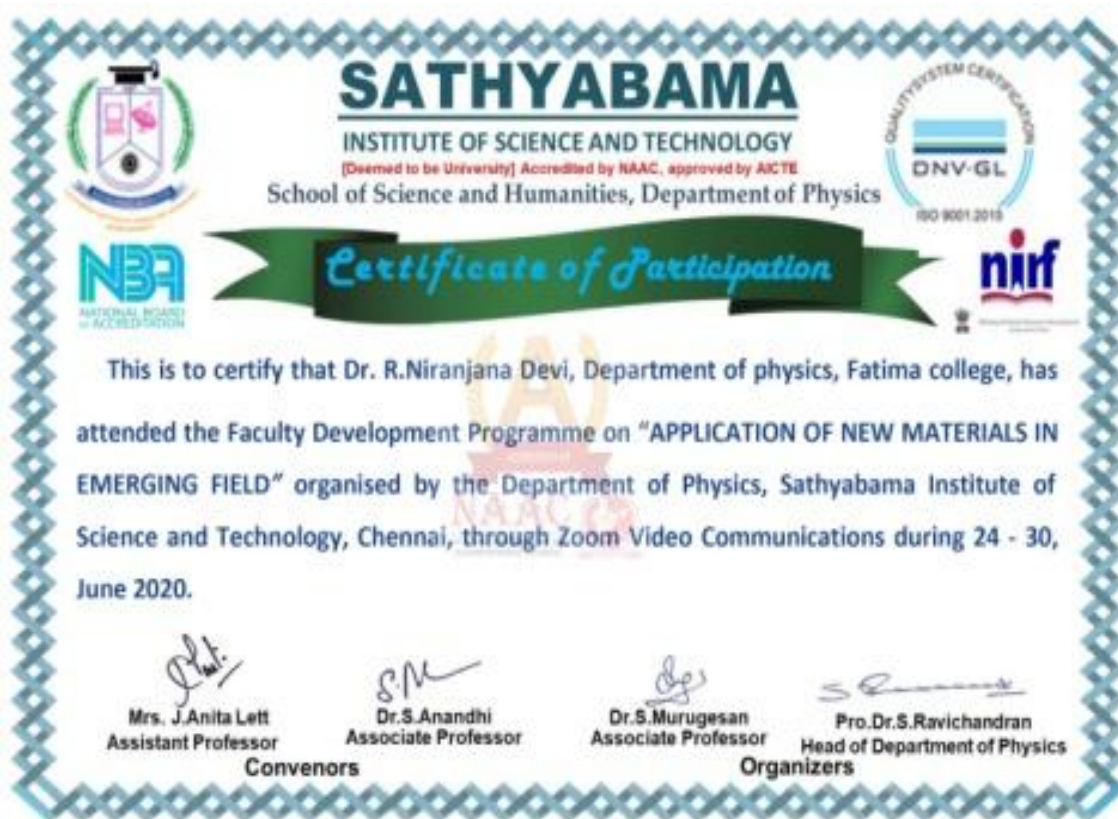 SATHYABAMA
INSTITUTE OF SCIENCE AND TECHNOLOGY
[Deemed to be University] Accredited by NAAC, approved by AICTE
School of Science and Humanities, Department of Physics
QUALITY SYSTEM CERTIFICATION
DNV·GL
ISO 9001:2015
NBA
NATIONAL BOARD
of ACCREDITATION
Certificate of Participation
nirf
This is to certify that Dr. R.Niranjana Devi, Department of physics, Fatima college, has
attended the Faculty Development Programme on "APPLICATION OF NEW MATERIALS IN
EMERGING FIELD" organised by the Department of Physics, Sathyabama Institute of
Science and Technology, Chennai, through Zoom Video Communications during 24 - 30,
June 2020.
A
NAAC
Mrs. J.Anita Lett
Assistant Professor
Dr.S.Anandhi
Associate Professor
Dr.S.Murugesan
Associate Professor
Pro.Dr.S.Ravichandran
Head of Department of Physics
Convenors
Organizers